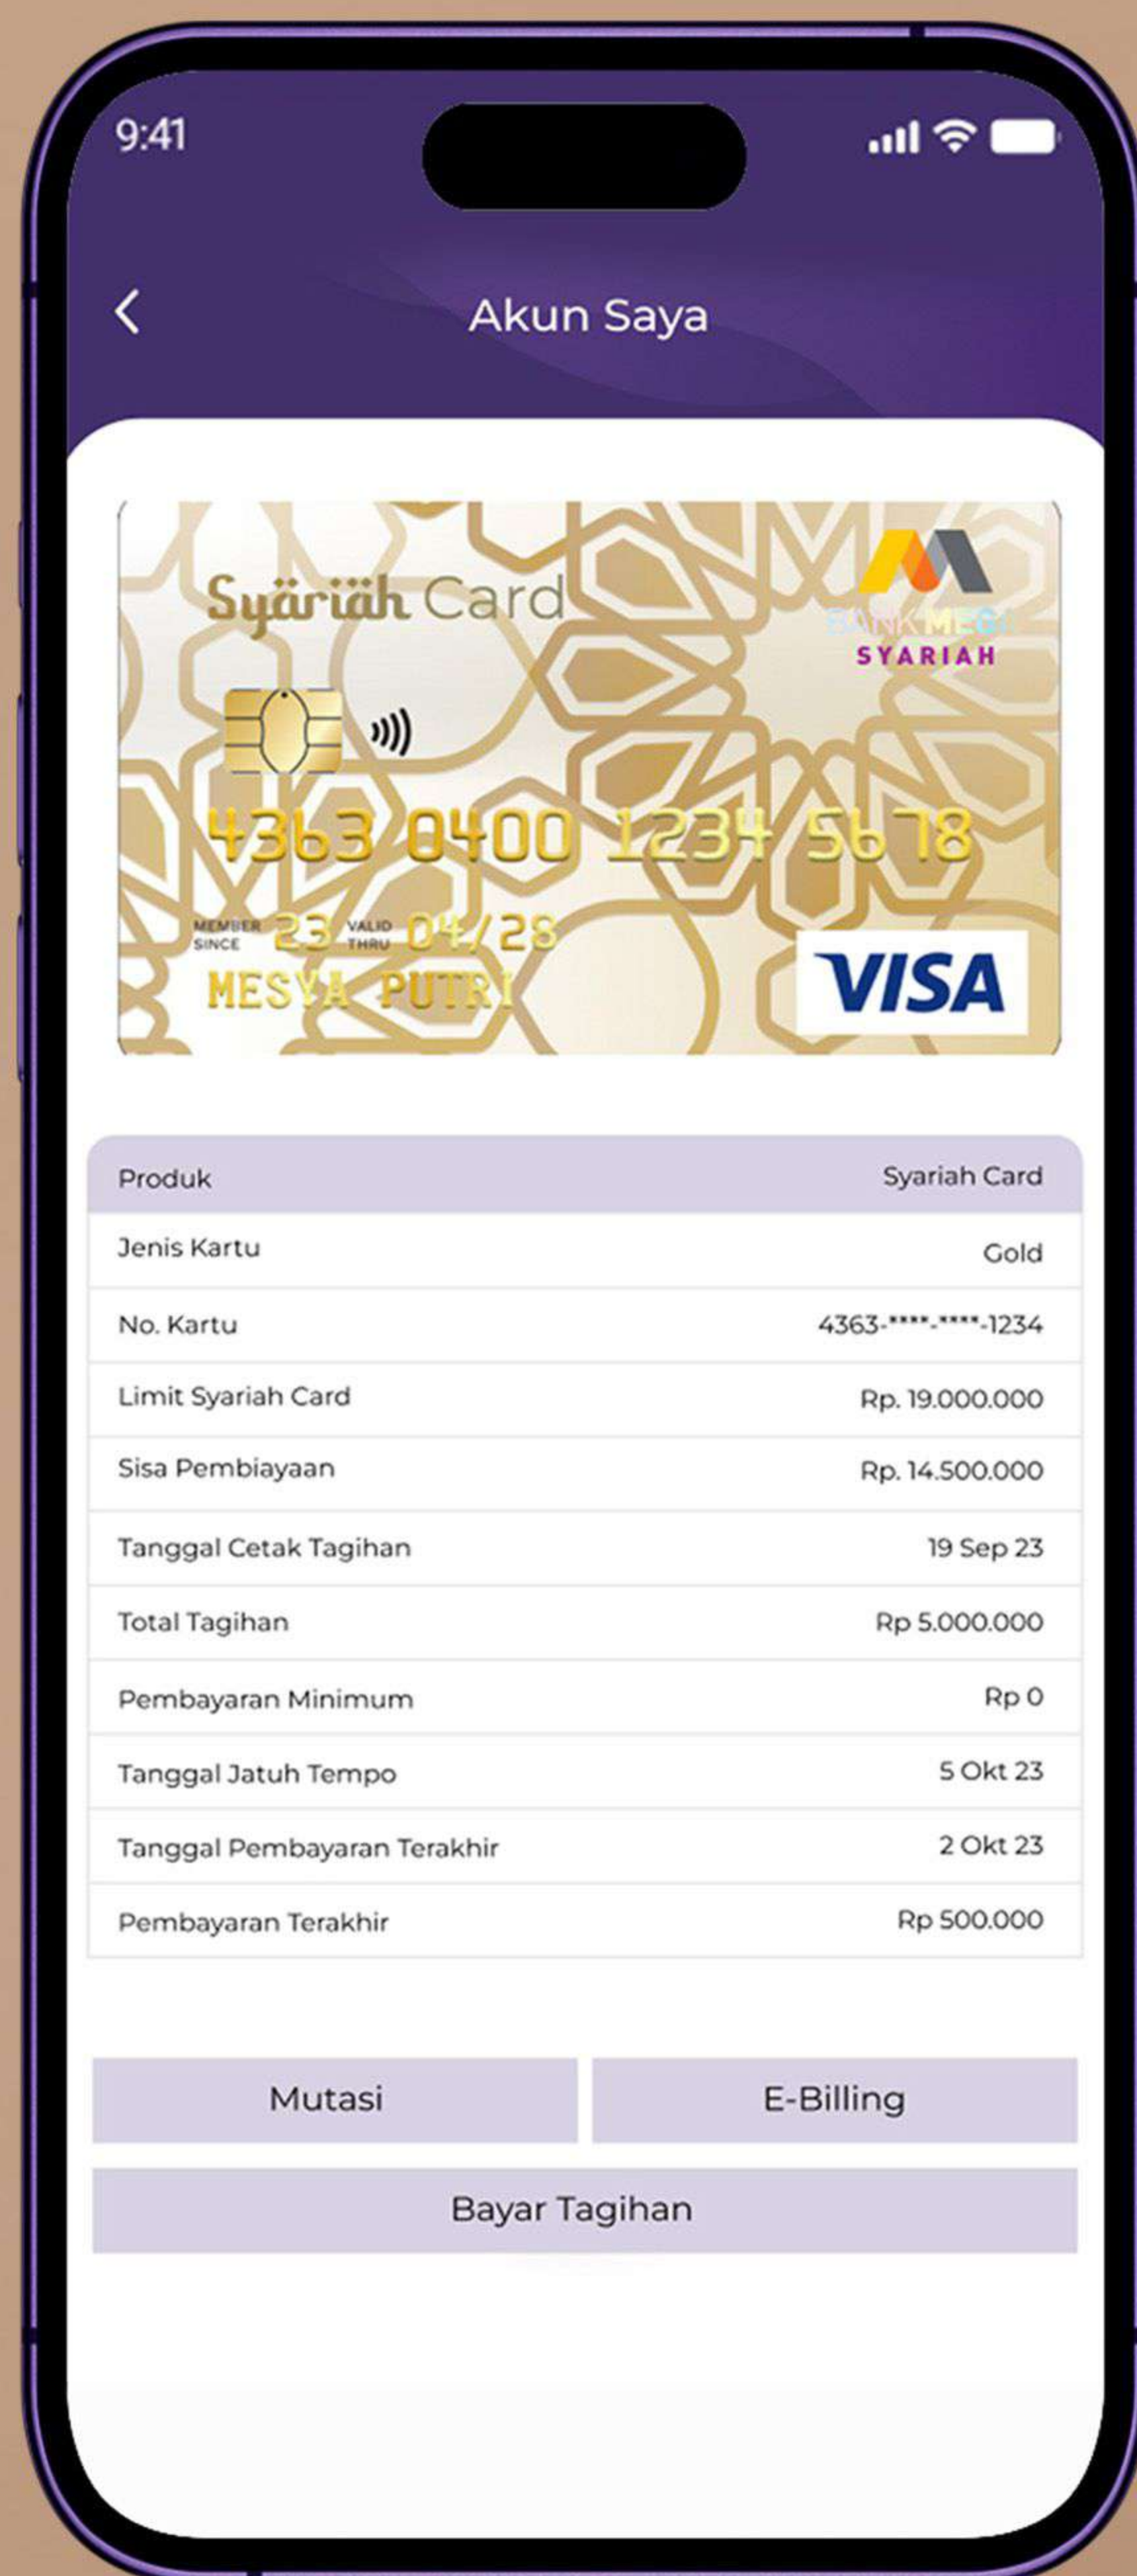 9:41
Akun Saya
Syäriäh Card
BANK MEGA
SYARIAH
4363 0400 1234 5678
MEMBER SINCE 23 VALID THRU 04/28
MESYA PUTRI
VISA
Produk Syariah Card
Jenis Kartu Gold
No. Kartu 4363-****-****-1234
Limit Syariah Card Rp. 19.000.000
Sisa Pembiayaan Rp. 14.500.000
Tanggal Cetak Tagihan 19 Sep 23
Total Tagihan Rp 5.000.000
Pembayaran Minimum Rp 0
Tanggal Jatuh Tempo 5 Okt 23
Tanggal Pembayaran Terakhir 2 Okt 23
Pembayaran Terakhir Rp 500.000
Mutasi E-Billing
Bayar Tagihan